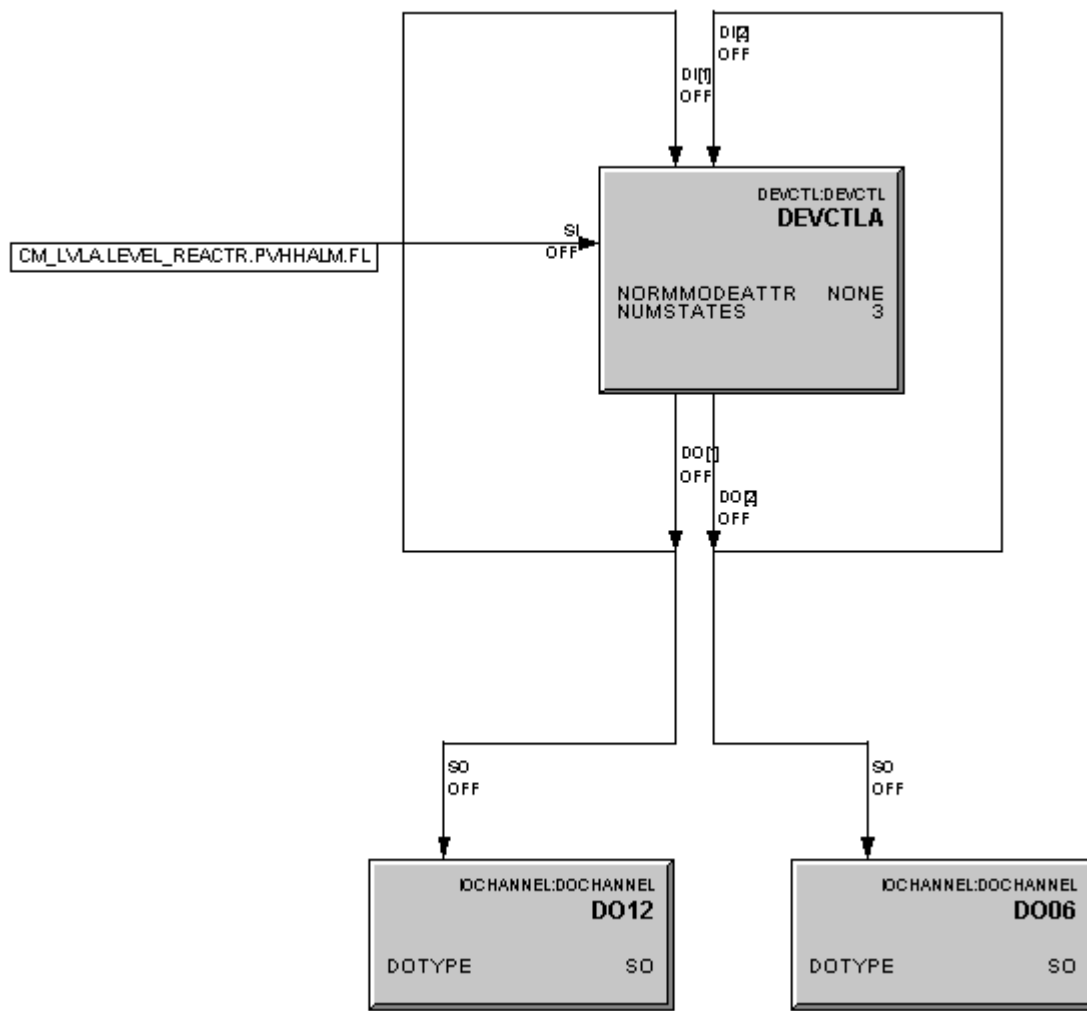 DI[2]
OFF
DI[1]
OFF
DEVCTL:DEVCTL
DEVCTLA
SI
OFF
CM_LVLA.LEVEL_REACTR.PVHHALM.FL
NORMMODEATTR NONE
NUMSTATES 3
DO[1]
OFF
DO[2]
OFF
SO
OFF
SO
OFF
IOCHANNEL:DOCHANNEL
DO12
DOTYPE SO
IOCHANNEL:DOCHANNEL
DO06
DOTYPE SO